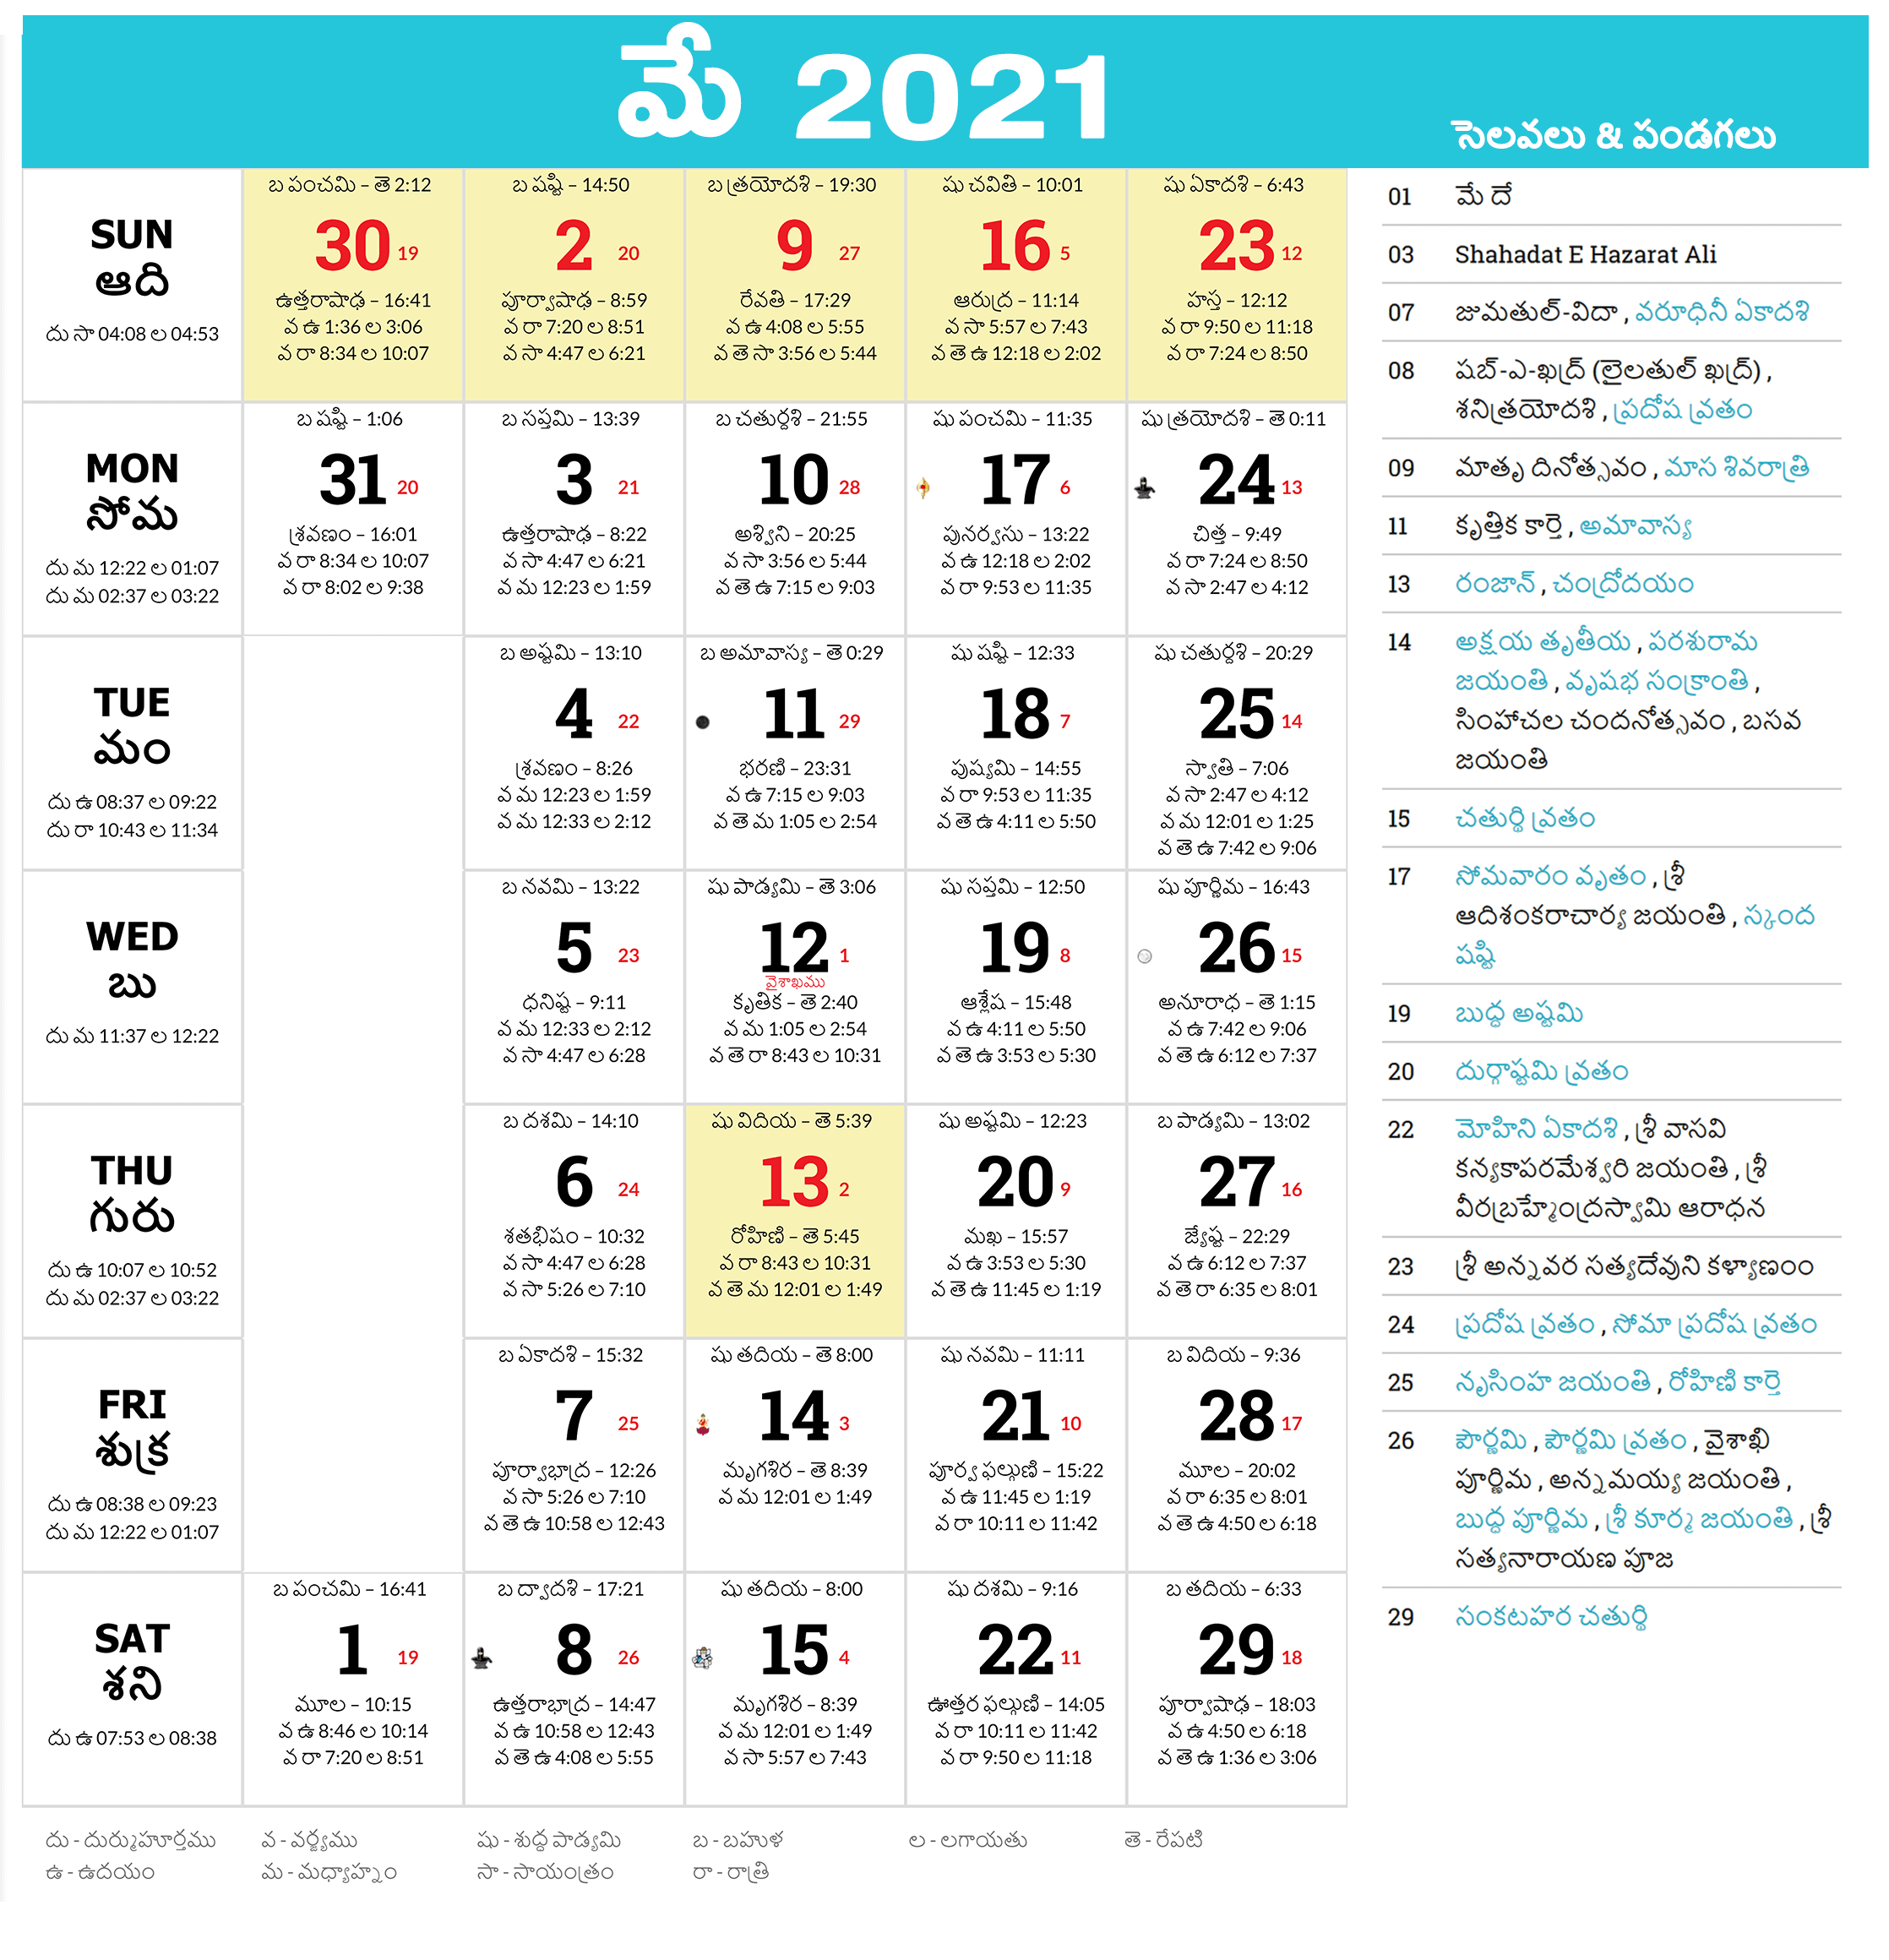 మే 2021
సెలవలు & పండగలు
SUN
ఆది
దు సా 04:08 ల 04:53
బ పంచమి – తె 2:12
30 19
ఉత్తరాషాఢ – 16:41
వ ఉ 1:36 ల 3:06
వ రా 8:34 ల 10:07
బ షష్టి – 14:50
2 20
పూర్వాషాఢ – 8:59
వ రా 7:20 ల 8:51
వ సా 4:47 ల 6:21
బ త్రయోదశి – 19:30
9 27
రేవతి – 17:29
వ ఉ 4:08 ల 5:55
వ తె సా 3:56 ల 5:44
షు చవితి – 10:01
16 5
ఆరుద్ర – 11:14
వ సా 5:57 ల 7:43
వ తె ఉ 12:18 ల 2:02
షు ఏకాదశి – 6:43
23 12
హస్త – 12:12
వ రా 9:50 ల 11:18
వ రా 7:24 ల 8:50
MON
సోమ
దు మ 12:22 ల 01:07
దు మ 02:37 ల 03:22
బ షష్టి – 1:06
31 20
శ్రవణం – 16:01
వ రా 8:34 ల 10:07
వ రా 8:02 ల 9:38
బ సప్తమి – 13:39
3 21
ఉత్తరాషాఢ – 8:22
వ సా 4:47 ల 6:21
వ మ 12:23 ల 1:59
బ చతుర్దశి – 21:55
10 28
అశ్విని – 20:25
వ సా 3:56 ల 5:44
వ తె ఉ 7:15 ల 9:03
షు పంచమి – 11:35
17 6
పునర్వసు – 13:22
వ ఉ 12:18 ల 2:02
వ రా 9:53 ల 11:35
షు త్రయోదశి – తె 0:11
24 13
చిత్త – 9:49
వ రా 7:24 ల 8:50
వ సా 2:47 ల 4:12
TUE
మం
దు ఉ 08:37 ల 09:22
దు రా 10:43 ల 11:34
బ అష్టమి – 13:10
4 22
శ్రవణం – 8:26
వ మ 12:23 ల 1:59
వ మ 12:33 ల 2:12
బ అమావాస్య – తె 0:29
11 29
భరణి – 23:31
వ ఉ 7:15 ల 9:03
వ తె మ 1:05 ల 2:54
షు షష్టి – 12:33
18 7
పుష్యమి – 14:55
వ రా 9:53 ల 11:35
వ తె ఉ 4:11 ల 5:50
షు చతుర్దశి – 20:29
25 14
స్వాతి – 7:06
వ సా 2:47 ల 4:12
వ మ 12:01 ల 1:25
వ తె ఉ 7:42 ల 9:06
WED
బు
దు మ 11:37 ల 12:22
బ నవమి – 13:22
5 23
ధనిష్ట – 9:11
వ మ 12:33 ల 2:12
వ సా 4:47 ల 6:28
షు పాడ్యమి – తె 3:06
12 1
వైశాఖము
కృతిక – తె 2:40
వ మ 1:05 ల 2:54
వ తె రా 8:43 ల 10:31
షు సప్తమి – 12:50
19 8
ఆశ్లేష – 15:48
వ ఉ 4:11 ల 5:50
వ తె ఉ 3:53 ల 5:30
షు పూర్ణిమ – 16:43
26 15
అనూరాధ – తె 1:15
వ ఉ 7:42 ల 9:06
వ తె ఉ 6:12 ల 7:37
THU
గురు
దు ఉ 10:07 ల 10:52
దు మ 02:37 ల 03:22
బ దశమి – 14:10
6 24
శతభిషం – 10:32
వ సా 4:47 ల 6:28
వ సా 5:26 ల 7:10
షు విదియ – తె 5:39
13 2
రోహిణి – తె 5:45
వ రా 8:43 ల 10:31
వ తె మ 12:01 ల 1:49
షు అష్టమి – 12:23
20 9
మఖ – 15:57
వ ఉ 3:53 ల 5:30
వ తె ఉ 11:45 ల 1:19
బ పాడ్యమి – 13:02
27 16
జ్యేష్ట – 22:29
వ ఉ 6:12 ల 7:37
వ తె రా 6:35 ల 8:01
FRI
శుక్ర
దు ఉ 08:38 ల 09:23
దు మ 12:22 ల 01:07
బ ఏకాదశి – 15:32
7 25
పూర్వాభాద్ర – 12:26
వ సా 5:26 ల 7:10
వ తె ఉ 10:58 ల 12:43
షు తదియ – తె 8:00
14 3
మృగశిర – తె 8:39
వ మ 12:01 ల 1:49
షు నవమి – 11:11
21 10
పూర్వ ఫల్గుణి – 15:22
వ ఉ 11:45 ల 1:19
వ రా 10:11 ల 11:42
బ విదియ – 9:36
28 17
మూల – 20:02
వ రా 6:35 ల 8:01
వ తె ఉ 4:50 ల 6:18
SAT
శని
దు ఉ 07:53 ల 08:38
బ పంచమి – 16:41
1 19
మూల – 10:15
వ ఉ 8:46 ల 10:14
వ రా 7:20 ల 8:51
బ ద్వాదశి – 17:21
8 26
ఉత్తరాభాద్ర – 14:47
వ ఉ 10:58 ల 12:43
వ తె ఉ 4:08 ల 5:55
షు తదియ – 8:00
15 4
మృగశిర – 8:39
వ మ 12:01 ల 1:49
వ సా 5:57 ల 7:43
షు దశమి – 9:16
22 11
ఊత్తర ఫల్గుణి – 14:05
వ రా 10:11 ల 11:42
వ రా 9:50 ల 11:18
బ తదియ – 6:33
29 18
పూర్వాషాఢ – 18:03
వ ఉ 4:50 ల 6:18
వ తె ఉ 1:36 ల 3:06
01 మే దే
03 Shahadat E Hazarat Ali
07 జుమతుల్-విదా , వరూధినీ ఏకాదశి
08 షబ్-ఎ-ఖద్ర్ (లైలతుల్ ఖద్ర్) ,
శనిత్రయోదశి , ప్రదోష వ్రతం
09 మాతృ దినోత్సవం , మాస శివరాత్రి
11 కృత్తిక కార్తె , అమావాస్య
13 రంజాన్ , చంద్రోదయం
14 అక్షయ తృతీయ , పరశురామ
జయంతి , వృషభ సంక్రాంతి ,
సింహాచల చందనోత్సవం , బసవ
జయంతి
15 చతుర్థి వ్రతం
17 సోమవారం వృతం , శ్రీ
ఆదిశంకరాచార్య జయంతి , స్కంద
షష్టి
19 బుద్ధ అష్టమి
20 దుర్గాష్టమి వ్రతం
22 మోహిని ఏకాదశి , శ్రీ వాసవి
కన్యకాపరమేశ్వరి జయంతి , శ్రీ
వీరబ్రహ్మేంద్రస్వామి ఆరాధన
23 శ్రీ అన్నవర సత్యదేవుని కళ్యాణంం
24 ప్రదోష వ్రతం , సోమా ప్రదోష వ్రతం
25 నృసింహ జయంతి , రోహిణి కార్తె
26 పౌర్ణమి , పౌర్ణమి వ్రతం , వైశాఖి
పూర్ణిమ , అన్నమయ్య జయంతి ,
బుద్ధ పూర్ణిమ , శ్రీ కూర్మ జయంతి , శ్రీ
సత్యనారాయణ పూజ
29 సంకటహర చతుర్థి
దు - దుర్ముహూర్తము వ - వర్జ్యము షు - శుద్ధ పాడ్యమి బ - బహుళ ల - లగాయతు తె - రేపటి
ఉ - ఉదయం మ - మధ్యాహ్నం సా - సాయంత్రం రా - రాత్రి